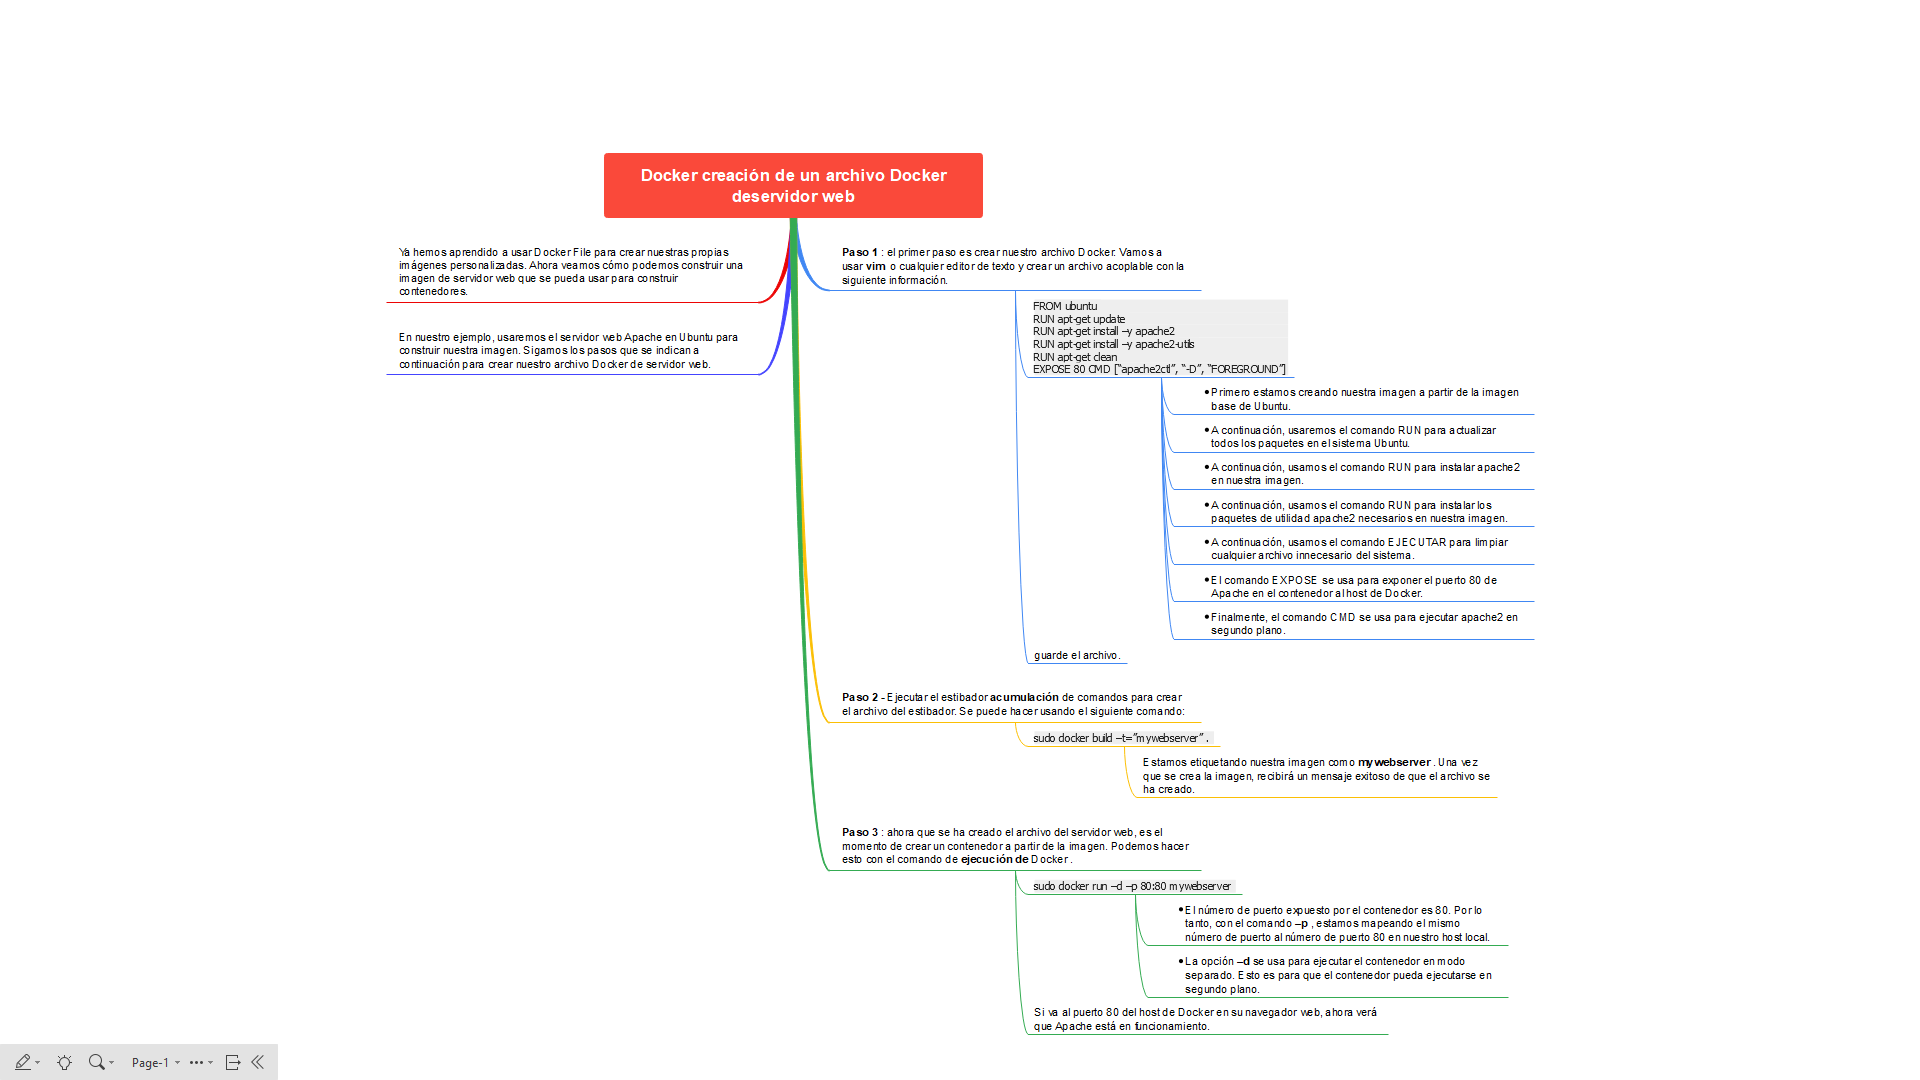 Docker creación de un archivo Docker
deservidor web
Ya hemos aprendido a usar Docker File para crear nuestras propias
imágenes personalizadas. Ahora veamos cómo podemos construir una
imagen de servidor web que se pueda usar para construir
contenedores.
En nuestro ejemplo, usaremos el servidor web Apache en Ubuntu para
construir nuestra imagen. Sigamos los pasos que se indican a
continuación para crear nuestro archivo Docker de servidor web.
Paso 1 : el primer paso es crear nuestro archivo Docker. Vamos a
usar vim o cualquier editor de texto y crear un archivo acoplable con la
siguiente información.
FROM ubuntu
RUN apt-get update
RUN apt-get install –y apache2
RUN apt-get install –y apache2-utils
RUN apt-get clean
EXPOSE 80 CMD [“apache2ctl”, “-D”, “FOREGROUND”]
• Primero estamos creando nuestra imagen a partir de la imagen
base de Ubuntu.
• A continuación, usaremos el comando RUN para actualizar
todos los paquetes en el sistema Ubuntu.
• A continuación, usamos el comando RUN para instalar apache2
en nuestra imagen.
• A continuación, usamos el comando RUN para instalar los
paquetes de utilidad apache2 necesarios en nuestra imagen.
• A continuación, usamos el comando EJECUTAR para limpiar
cualquier archivo innecesario del sistema.
• El comando EXPOSE se usa para exponer el puerto 80 de
Apache en el contenedor al host de Docker.
• Finalmente, el comando CMD se usa para ejecutar apache2 en
segundo plano.
guarde el archivo.
Paso 2 - Ejecutar el estibador acumulación de comandos para crear
el archivo del estibador. Se puede hacer usando el siguiente comando:
sudo docker build –t=”mywebserver” .
Estamos etiquetando nuestra imagen como mywebserver . Una vez
que se crea la imagen, recibirá un mensaje exitoso de que el archivo se
ha creado.
Paso 3 : ahora que se ha creado el archivo del servidor web, es el
momento de crear un contenedor a partir de la imagen. Podemos hacer
esto con el comando de ejecución de Docker .
sudo docker run –d –p 80:80 mywebserver
• El número de puerto expuesto por el contenedor es 80. Por lo
tanto, con el comando –p , estamos mapeando el mismo
número de puerto al número de puerto 80 en nuestro host local.
• La opción –d se usa para ejecutar el contenedor en modo
separado. Esto es para que el contenedor pueda ejecutarse en
segundo plano.
Si va al puerto 80 del host de Docker en su navegador web, ahora verá
que Apache está en funcionamiento.
Page-1